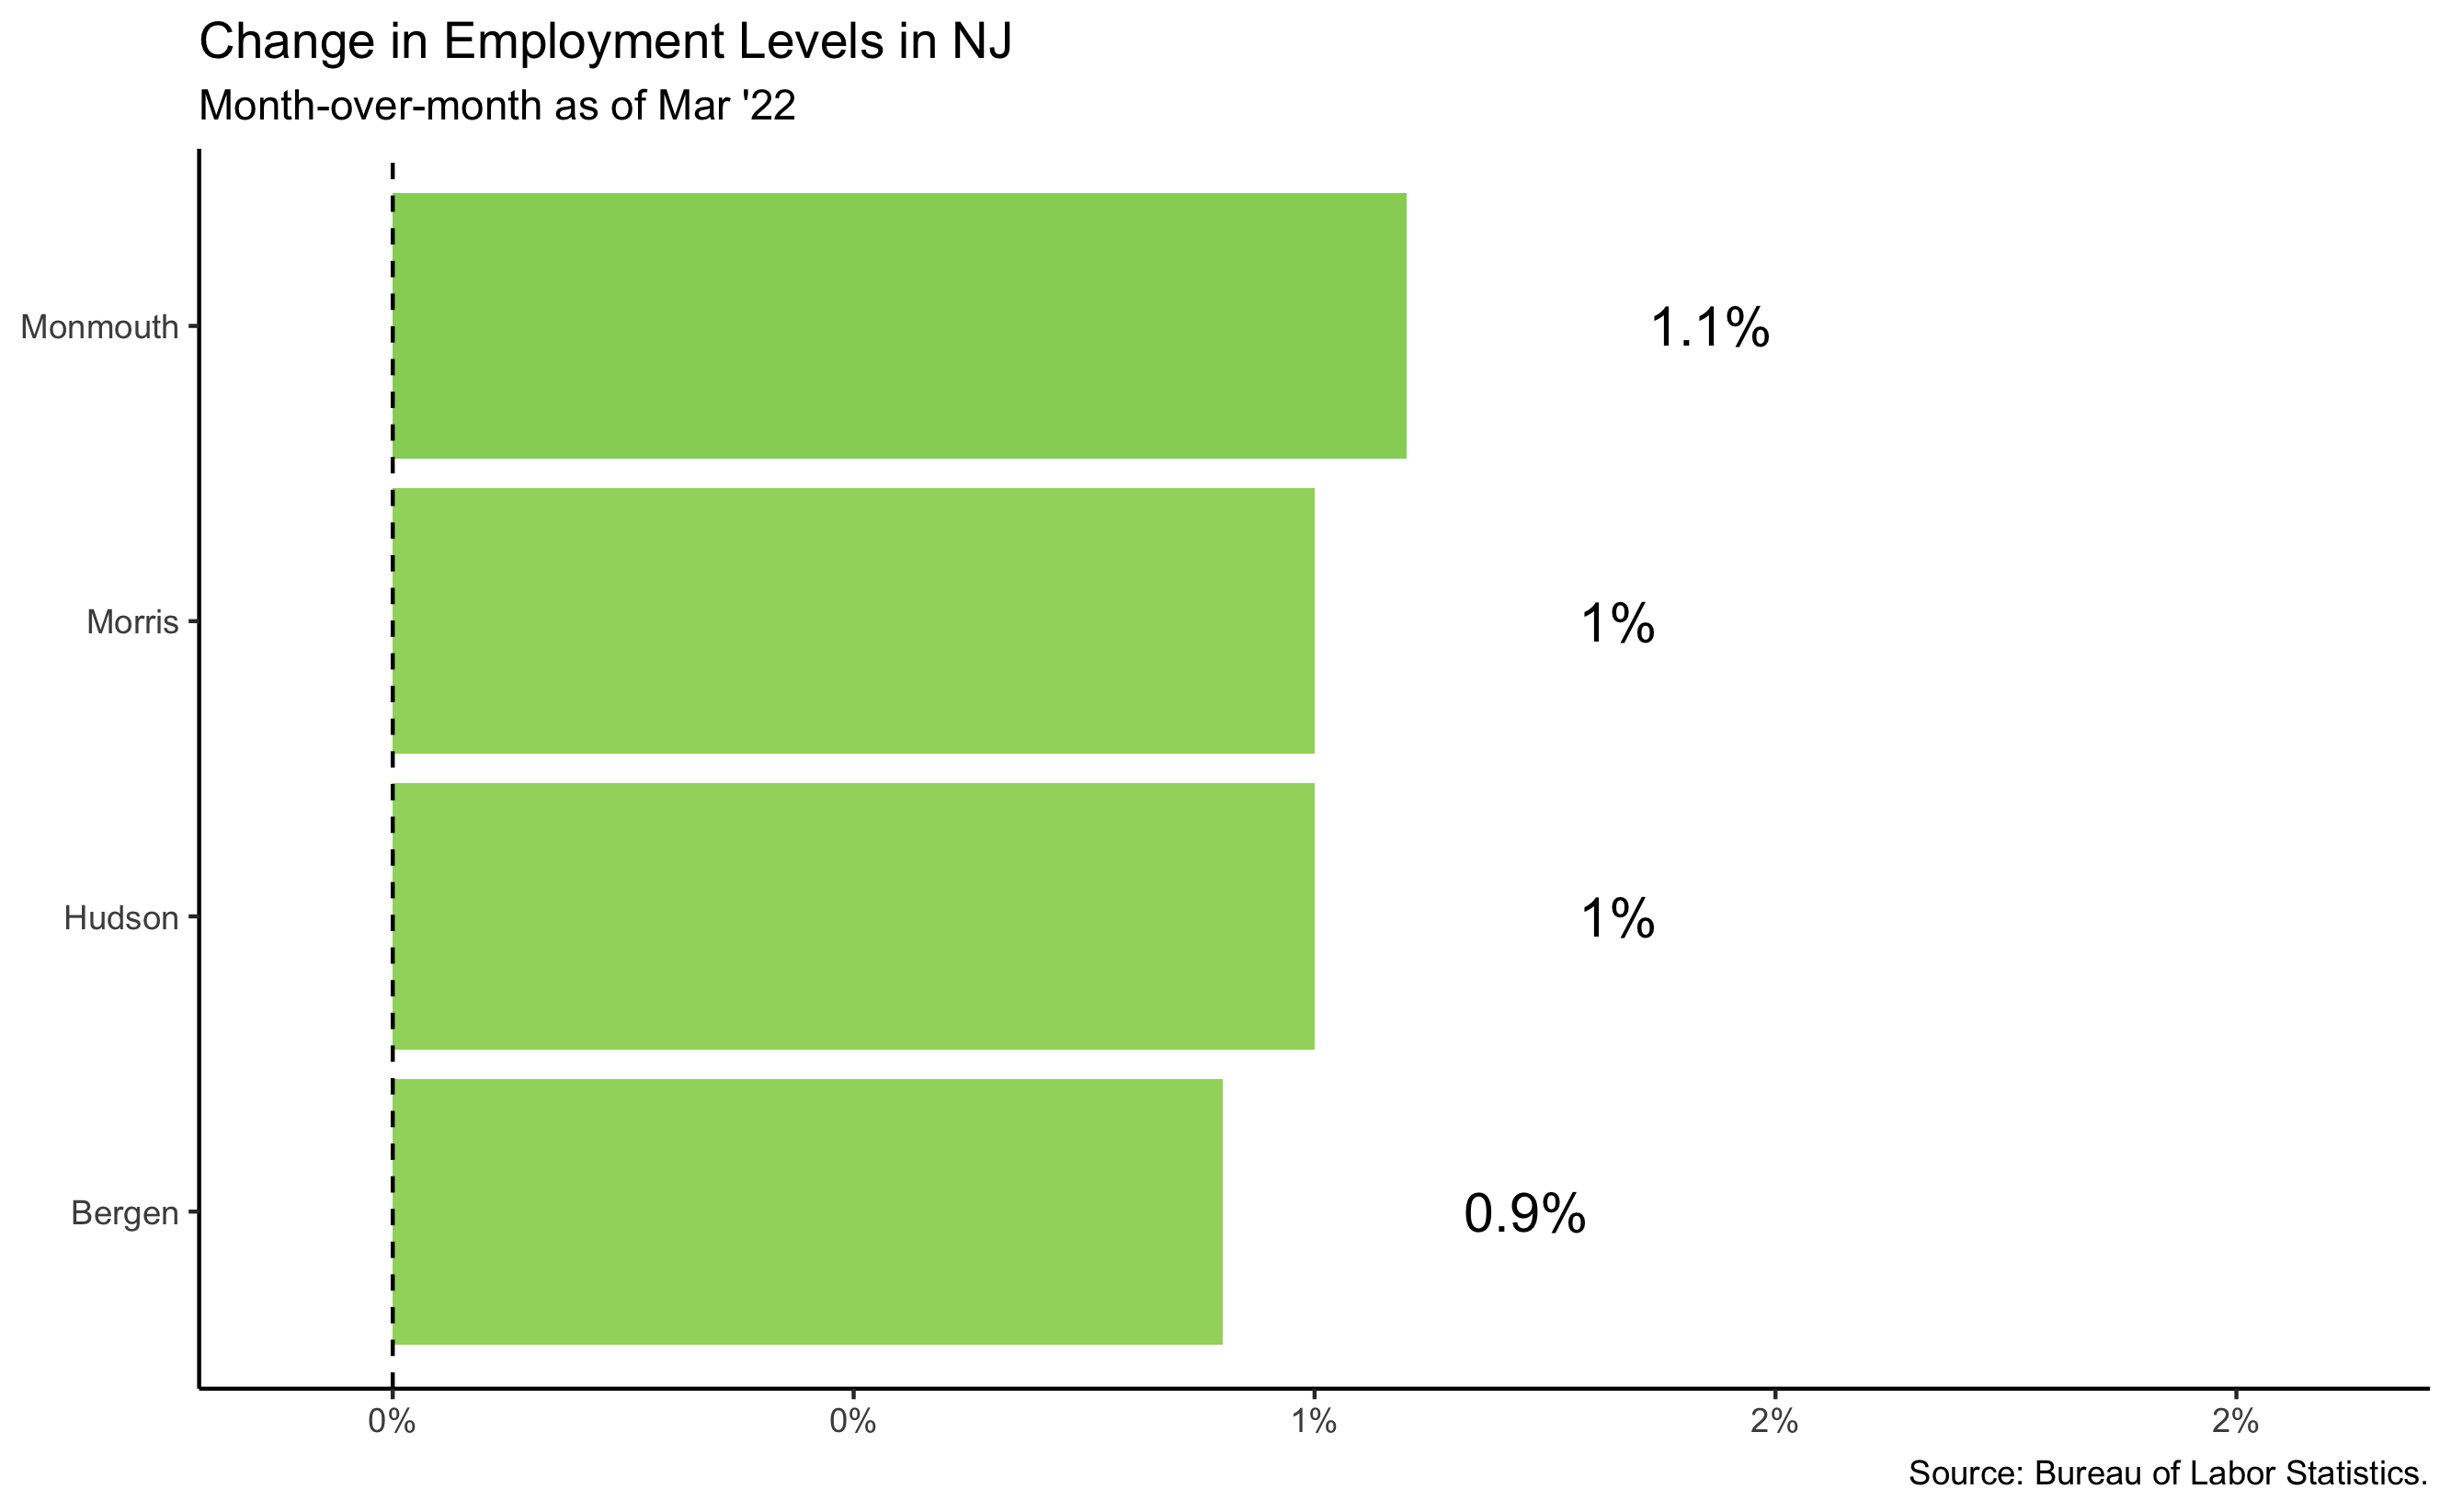 Change in Employment Levels in NJ
Month-over-month as of Mar '22
Monmouth
1.1%
Morris
1%
Hudson
1%
Bergen
0.9%
0%
0%
1%
2%
2%
Source: Bureau of Labor Statistics.